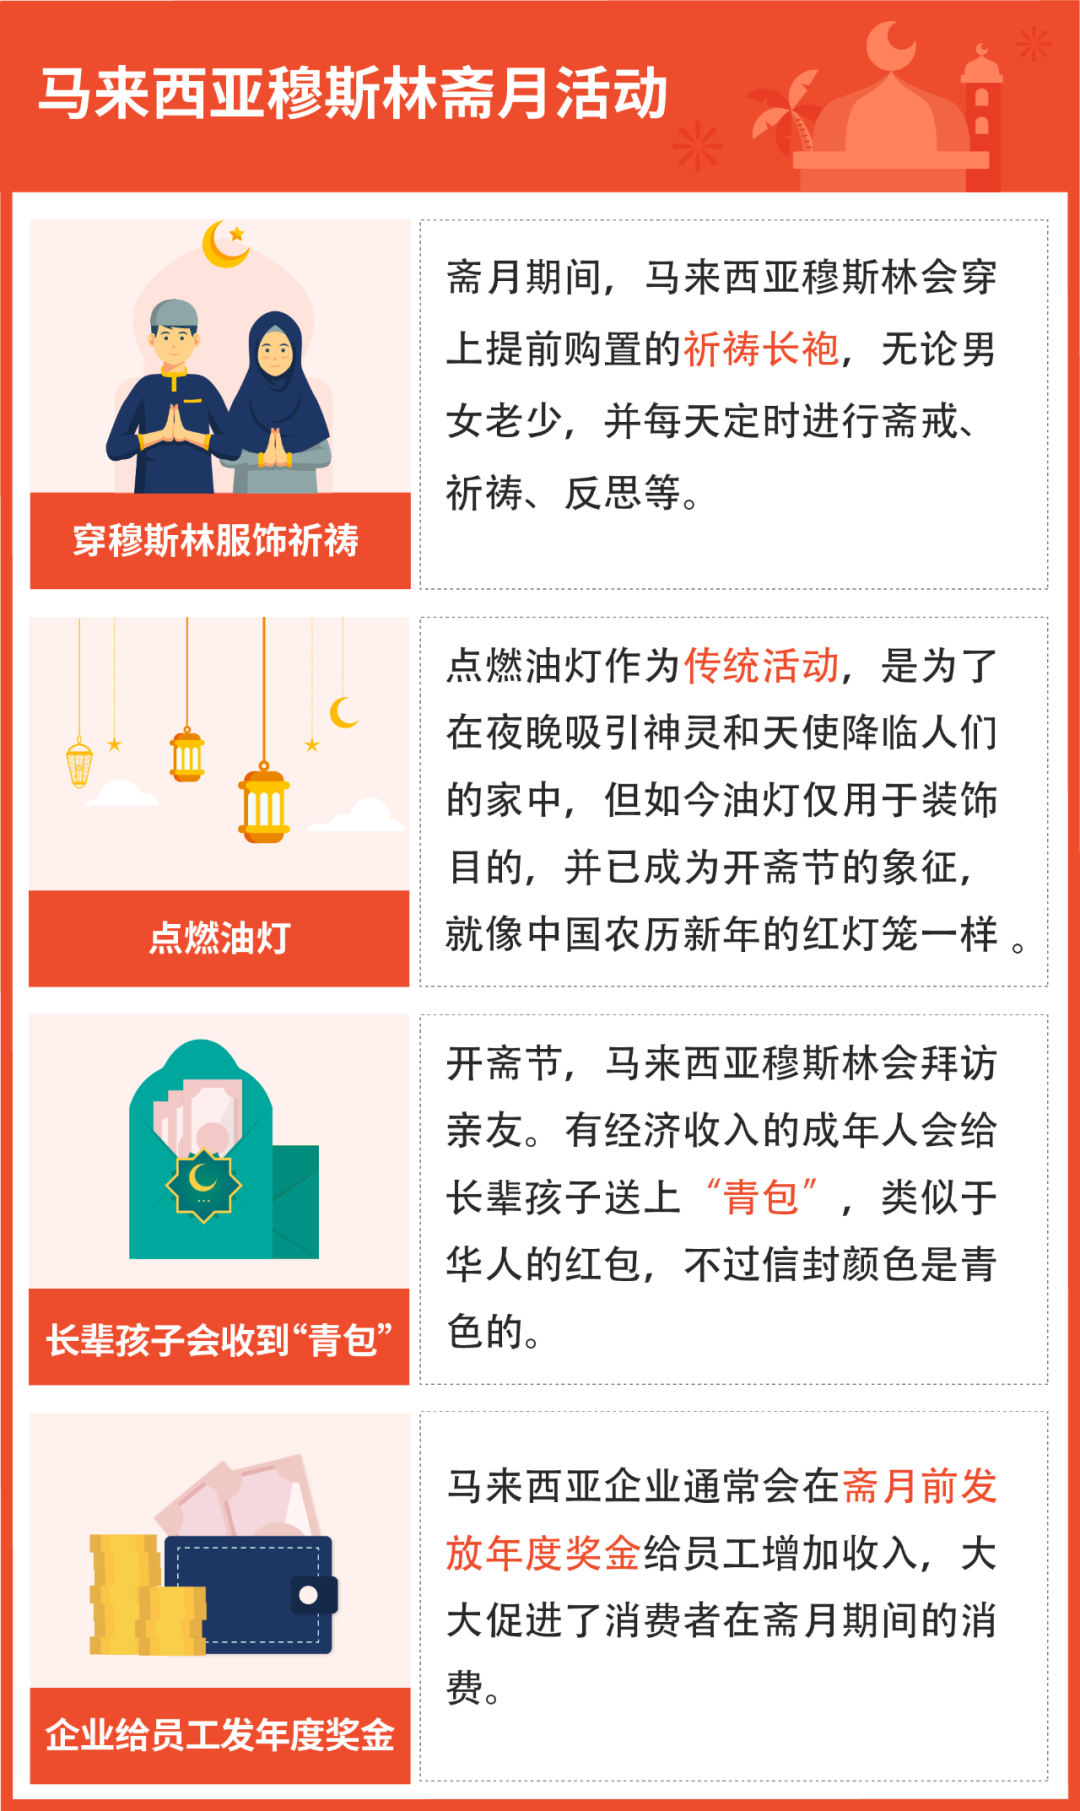 马来西亚穆斯林斋月活动
斋月期间，马来西亚穆斯林会穿
上提前购置的祈祷长袍，无论男
女老少，并每天定时进行斋戒、
祈祷、反思等。
穿穆斯林服饰祈祷
点燃油灯作为传统活动，是为了
在夜晚吸引神灵和天使降临人们
的家中，但如今油灯仅用于装饰
目的，并已成为开斋节的象征，
就像中国农历新年的红灯笼一样。
点燃油灯
开斋节，马来西亚穆斯林会拜访
亲友。有经济收入的成年人会给
长辈孩子送上“青包”，类似于
华人的红包，不过信封颜色是青
色的。
长辈孩子会收到“青包”
马来西亚企业通常会在斋月前发
放年度奖金给员工增加收入，大
大促进了消费者在斋月期间的消
费。
企业给员工发年度奖金